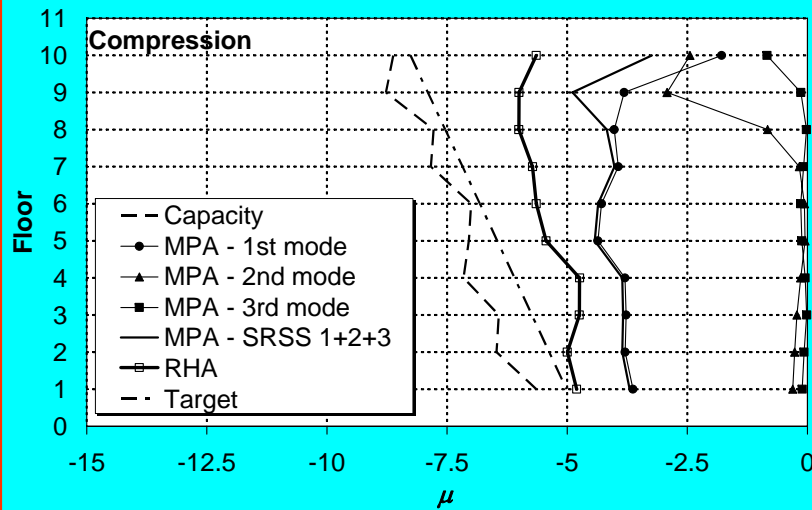 11
Compression
10
9
8
7
6
5
4
3
2
1
0
Floor
Capacity
MPA - 1st mode
MPA - 2nd mode
MPA - 3rd mode
MPA - SRSS 1+2+3
RHA
Target
-15 -12.5 -10 -7.5 -5 -2.5 0
μ